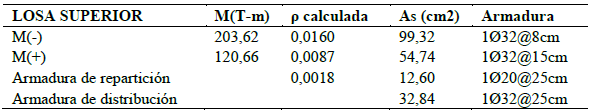 LOSA SUPERIOR M(T-m) ρ calculada As (cm2) Armadura
M(-) 203,62 0,0160 99,32 1Ø32@8cm
M(+) 120,66 0,0087 54,74 1Ø32@15cm
Armadura de repartición 0,0018 12,60 1Ø20@25cm
Armadura de distribución 32,84 1Ø32@25cm